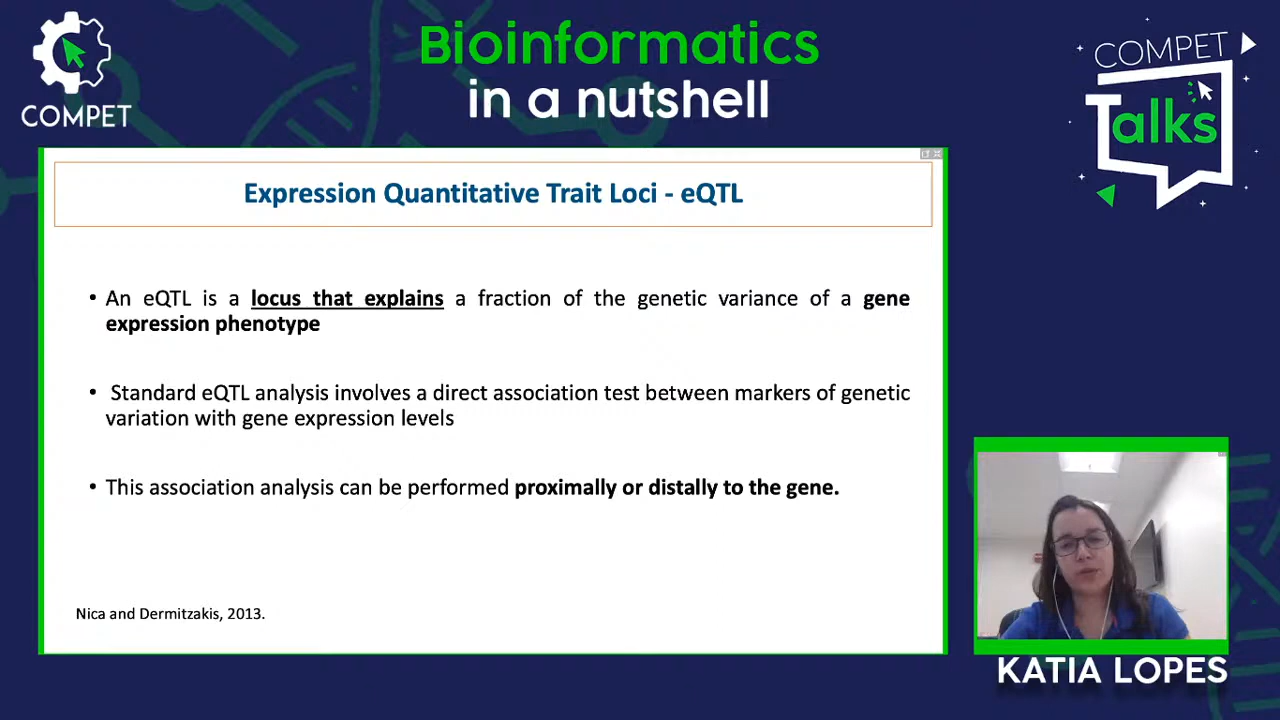 COMPET
Bioinformatics
in a nutshell
COMPET
Talks
Expression Quantitative Trait Loci - eQTL
• An eQTL is a locus that explains a fraction of the genetic variance of a gene
expression phenotype
• Standard eQTL analysis involves a direct association test between markers of genetic
variation with gene expression levels
• This association analysis can be performed proximally or distally to the gene.
Nica and Dermitzakis, 2013.
KATIA LOPES